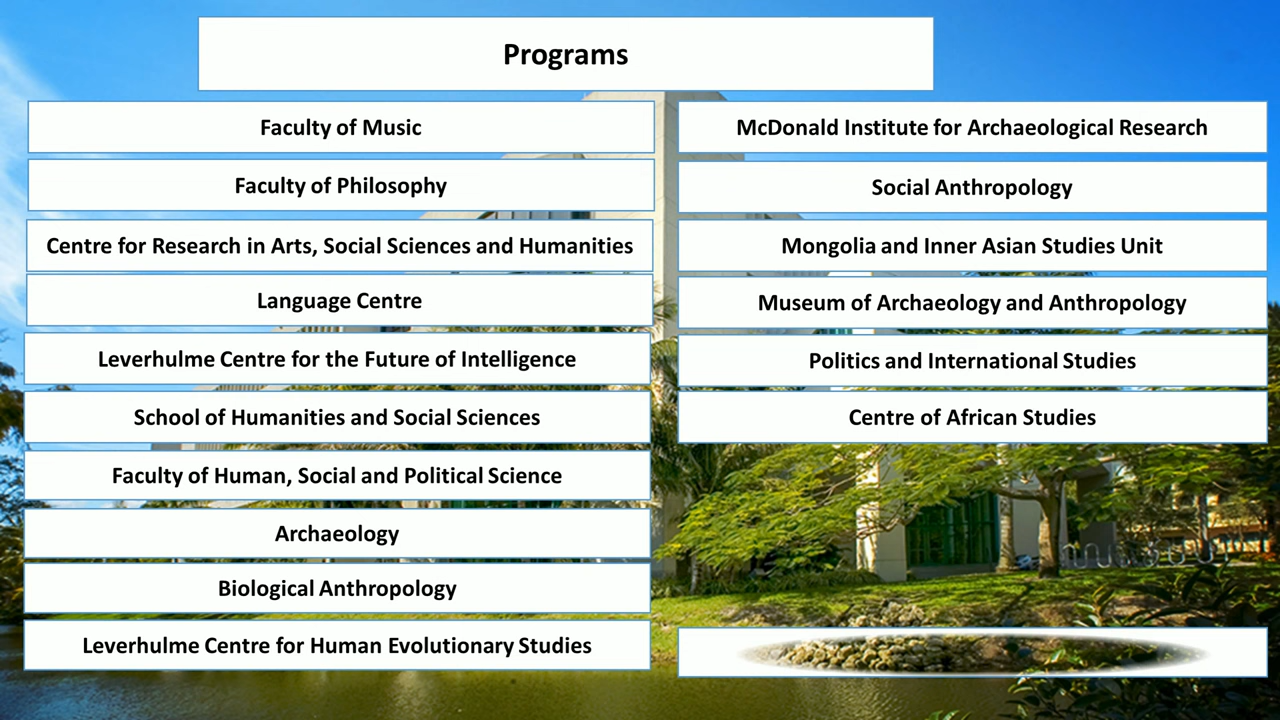 Programs
Faculty of Music
Faculty of Philosophy
Centre for Research in Arts, Social Sciences and Humanities
Language Centre
Leverhulme Centre for the Future of Intelligence
School of Humanities and Social Sciences
Faculty of Human, Social and Political Science
Archaeology
Biological Anthropology
Leverhulme Centre for Human Evolutionary Studies
McDonald Institute for Archaeological Research
Social Anthropology
Mongolia and Inner Asian Studies Unit
Museum of Archaeology and Anthropology
Politics and International Studies
Centre of African Studies